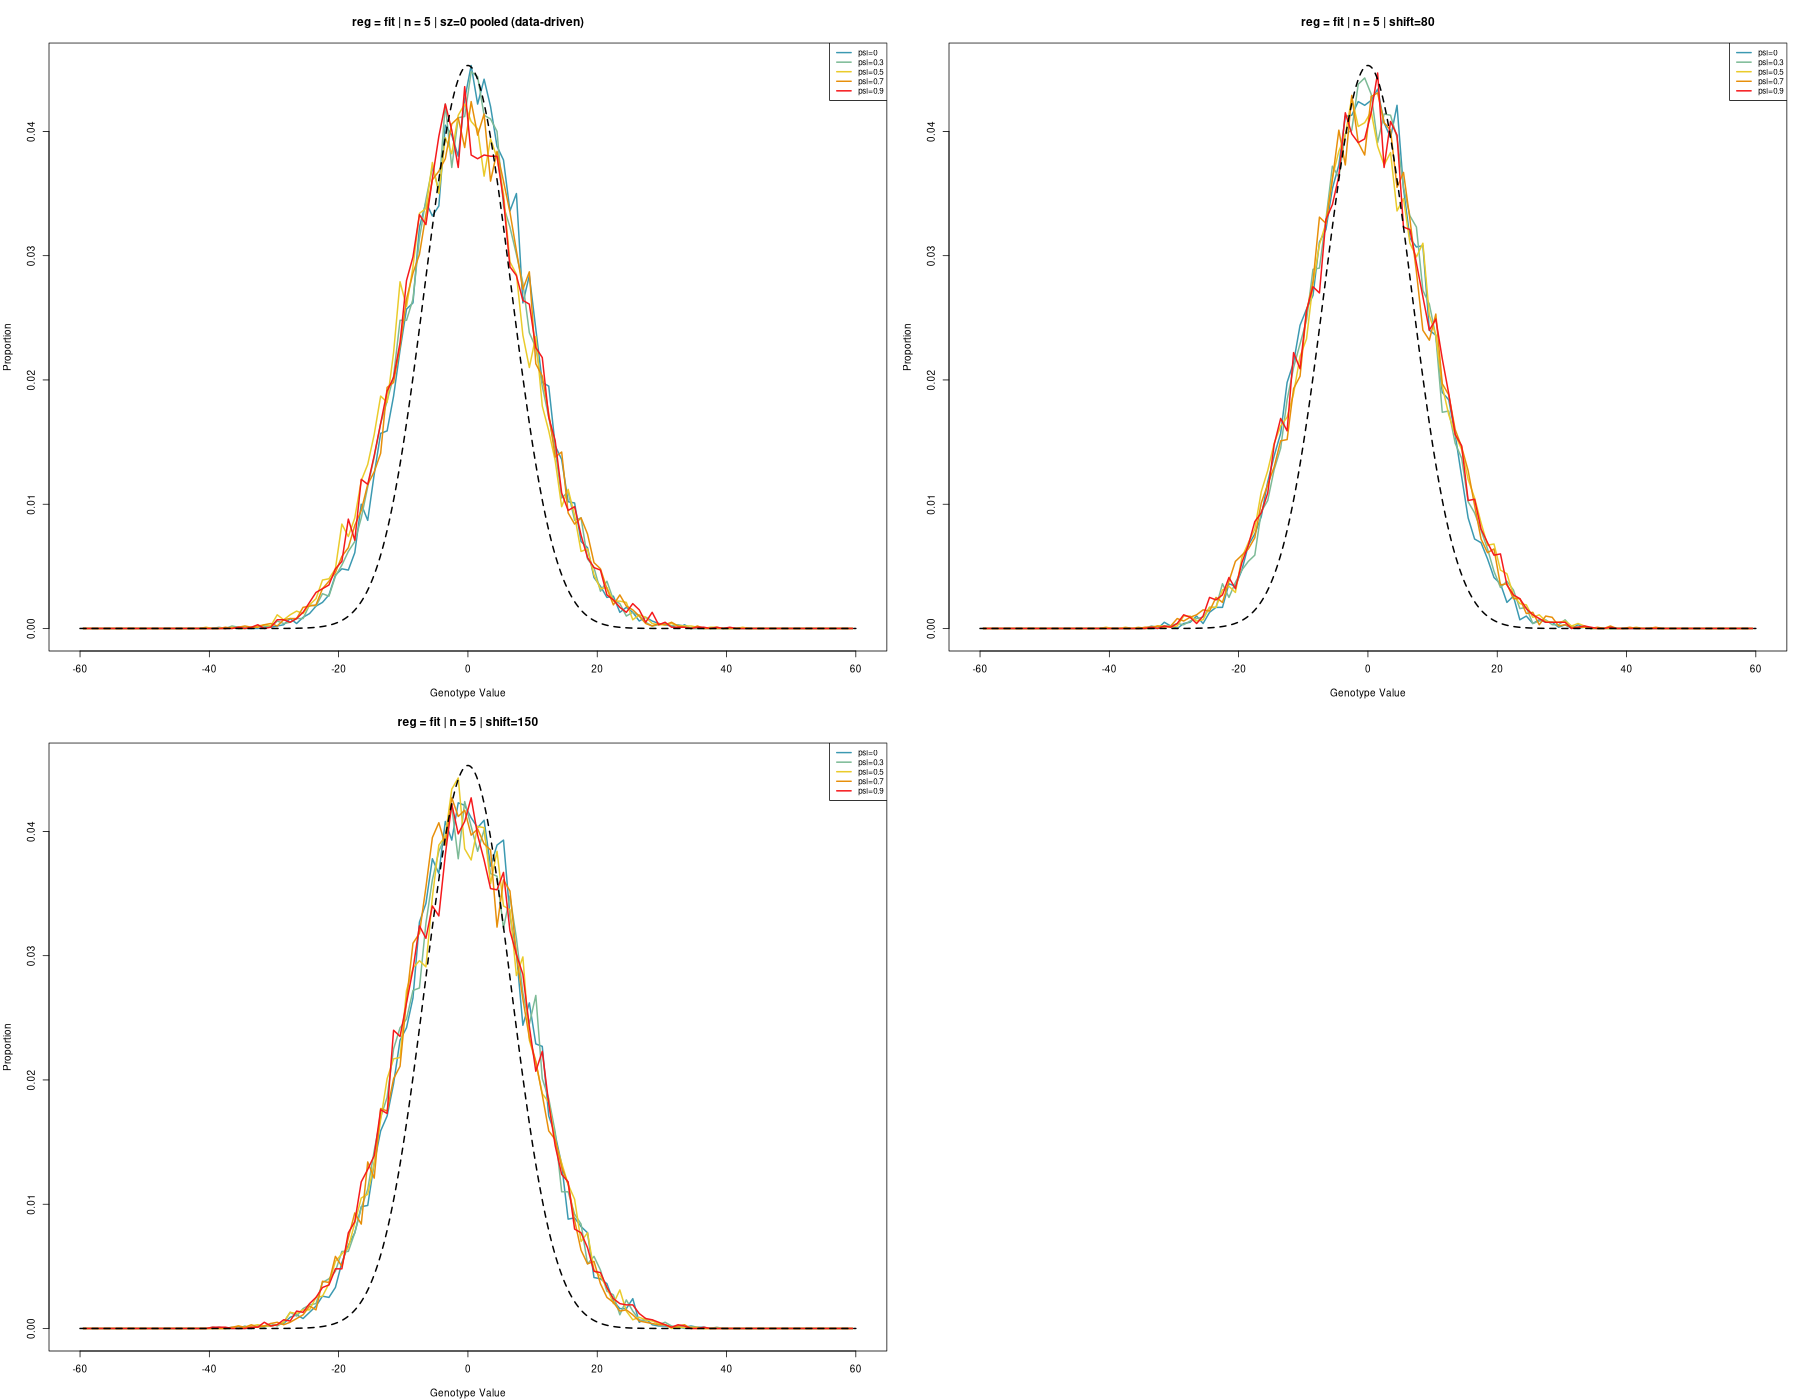 reg = fit | n = 5 | sz=0 pooled (data-driven)
psi=0
psi=0.3
psi=0.5
psi=0.7
psi=0.9
Proportion
0.04
0.03
0.02
0.01
0.00
-60 -40 -20 0 20 40 60
Genotype Value
reg = fit | n = 5 | shift=80
psi=0
psi=0.3
psi=0.5
psi=0.7
psi=0.9
Proportion
0.04
0.03
0.02
0.01
0.00
-60 -40 -20 0 20 40 60
Genotype Value
reg = fit | n = 5 | shift=150
psi=0
psi=0.3
psi=0.5
psi=0.7
psi=0.9
Proportion
0.04
0.03
0.02
0.01
0.00
-60 -40 -20 0 20 40 60
Genotype Value